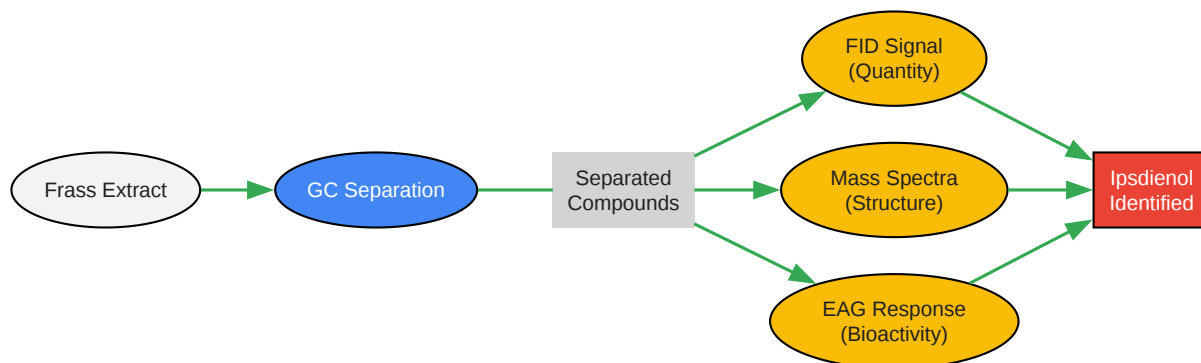 Frass Extract
GC Separation
Separated
Compounds
FID Signal
(Quantity)
Mass Spectra
(Structure)
EAG Response
(Bioactivity)
Ipsdienol
Identified